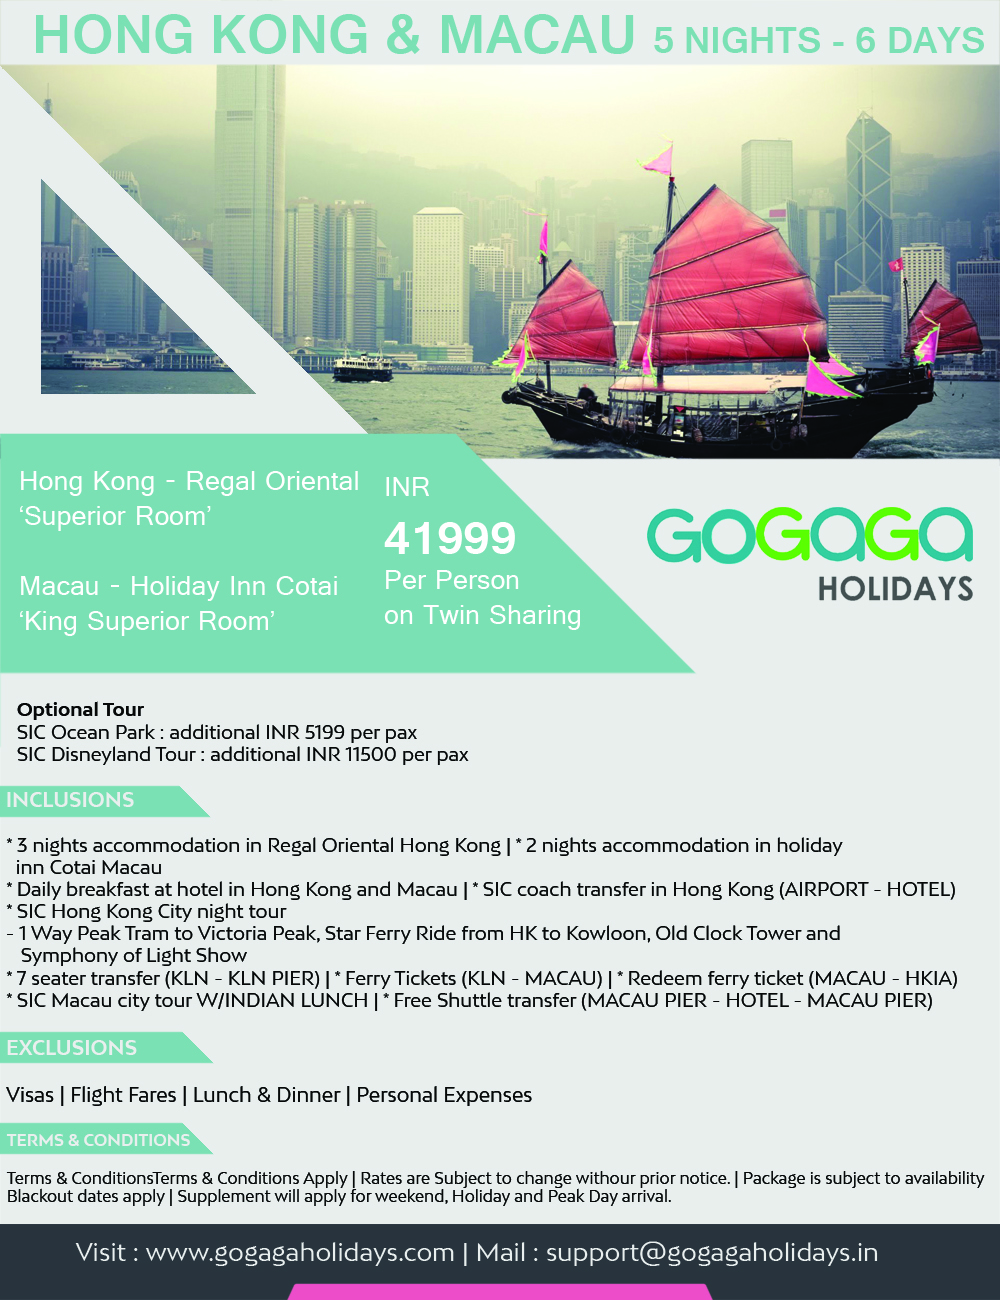 HONG KONG & MACAU 5 NIGHTS - 6 DAYS
Hong Kong - Regal Oriental
‘Superior Room’
Macau - Holiday Inn Cotai
‘King Superior Room’
INR
41999
Per Person
on Twin Sharing
GOGAGA
HOLIDAYS
Optional Tour
SIC Ocean Park : additional INR 5199 per pax
SIC Disneyland Tour : additional INR 11500 per pax
INCLUSIONS
* 3 nights accommodation in Regal Oriental Hong Kong | * 2 nights accommodation in holiday
inn Cotai Macau
* Daily breakfast at hotel in Hong Kong and Macau | * SIC coach transfer in Hong Kong (AIRPORT - HOTEL)
* SIC Hong Kong City night tour
- 1 Way Peak Tram to Victoria Peak, Star Ferry Ride from HK to Kowloon, Old Clock Tower and
Symphony of Light Show
* 7 seater transfer (KLN - KLN PIER) | * Ferry Tickets (KLN - MACAU) | * Redeem ferry ticket (MACAU - HKIA)
* SIC Macau city tour W/INDIAN LUNCH | * Free Shuttle transfer (MACAU PIER - HOTEL - MACAU PIER)
EXCLUSIONS
Visas | Flight Fares | Lunch & Dinner | Personal Expenses
TERMS & CONDITIONS
Terms & ConditionsTerms & Conditions Apply | Rates are Subject to change withour prior notice. | Package is subject to availability
Blackout dates apply | Supplement will apply for weekend, Holiday and Peak Day arrival.
Visit : www.gogagaholidays.com | Mail : support@gogagaholidays.in